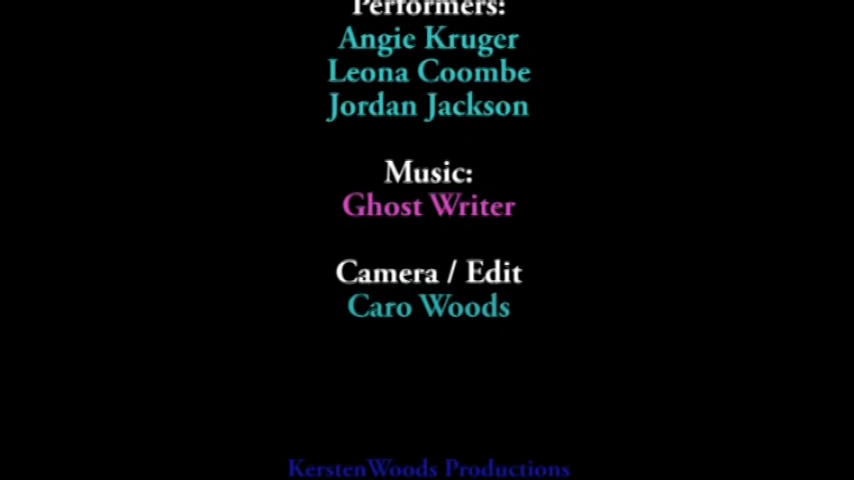 Performers:
Angie Kruger
Leona Coombe
Jordan Jackson
Music:
Ghost Writer
Camera / Edit
Caro Woods
KerstenWoods Productions